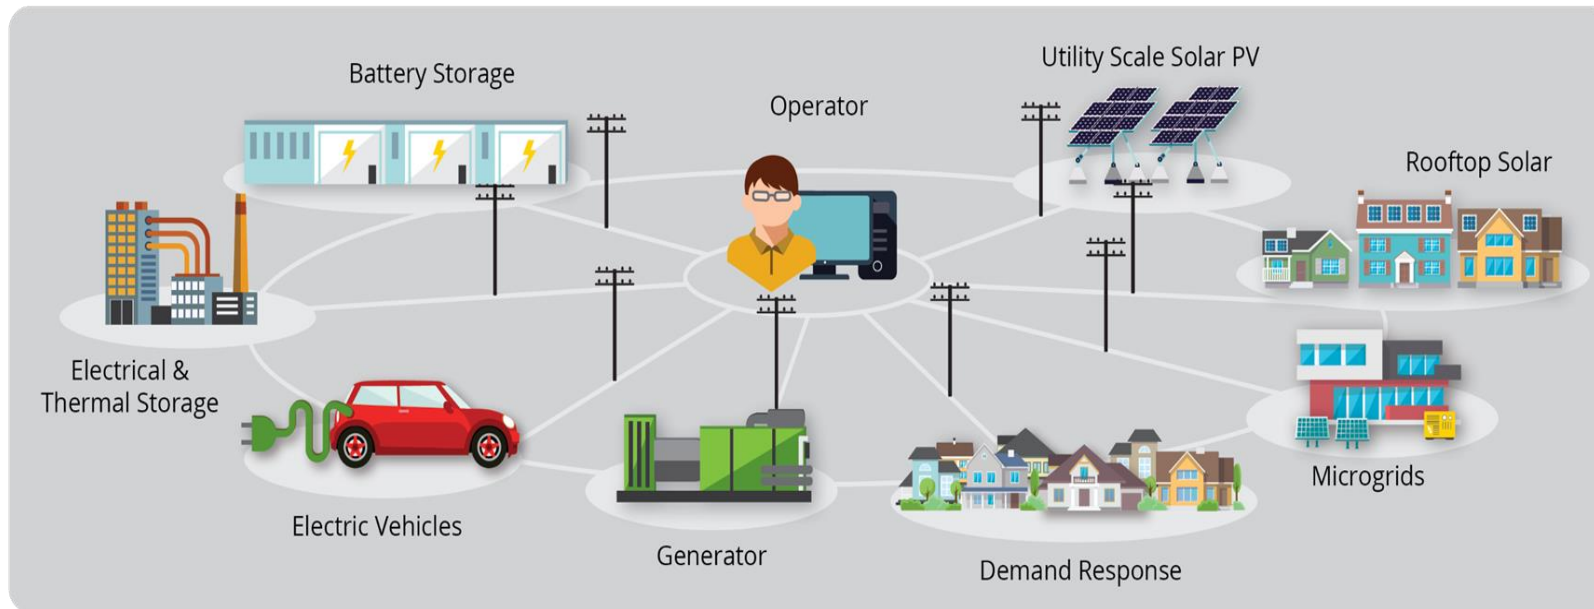 Battery Storage
Operator
Utility Scale Solar PV
Rooftop Solar
Electrical &
Thermal Storage
Electric Vehicles
Generator
Demand Response
Microgrids